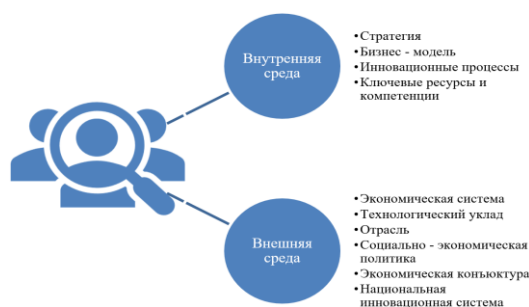 Внутренняя
среда
•Стратегия
•Бизнес - модель
•Инновационные процессы
•Ключевые ресурсы и
компетенции
Внешняя
среда
•Экономическая система
•Технологический уклад
•Отрасль
•Социально - экономическая
политика
•Экономическая конъюктура
•Национальная
инновационная система